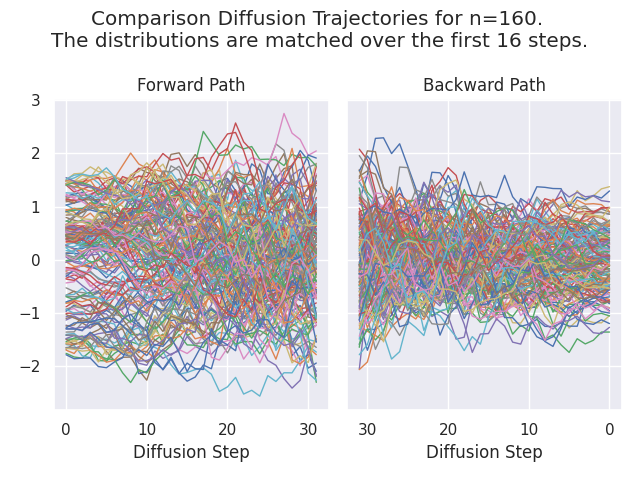 Comparison Diffusion Trajectories for n=160.
The distributions are matched over the first 16 steps.
Forward Path
Backward Path
3
2
1
0
−1
−2
0 10 20 30
30 20 10 0
Diffusion Step
Diffusion Step